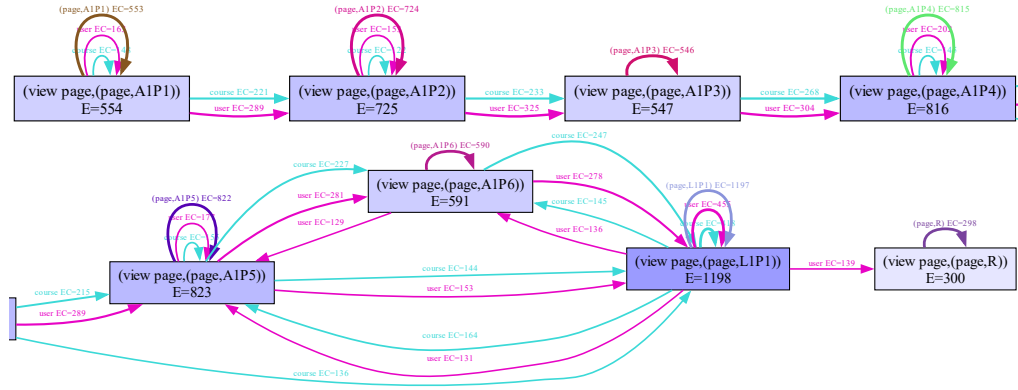 (page,A1P1) EC=553
(page,A1P2) EC=724
(page,A1P4) EC=815
user
user
user
(page,A1P3) EC=546
course
course
course
(view page,(page,A1P1))
E=554
course EC=221
user EC=289
(view page,(page,A1P2))
E=725
course EC=233
user EC=325
(view page,(page,A1P3))
E=547
course EC=268
user EC=304
(view page,(page,A1P4))
E=816
course EC=247
(page,A1P6) EC=590
course EC=227
(view page,(page,A1P6))
E=591
user EC=278
(page,L1P1) EC=1197
(page,A1P5) EC=822
user EC=281
course EC=145
user
user
user EC=129
user EC=136
(page,R) EC=298
course
course
(view page,(page,A1P5))
E=823
course EC=144
user EC=153
(view page,(page,L1P1))
E=1198
user EC=139
(view page,(page,R))
E=300
course EC=215
user EC=289
course EC=164
user EC=131
course EC=136